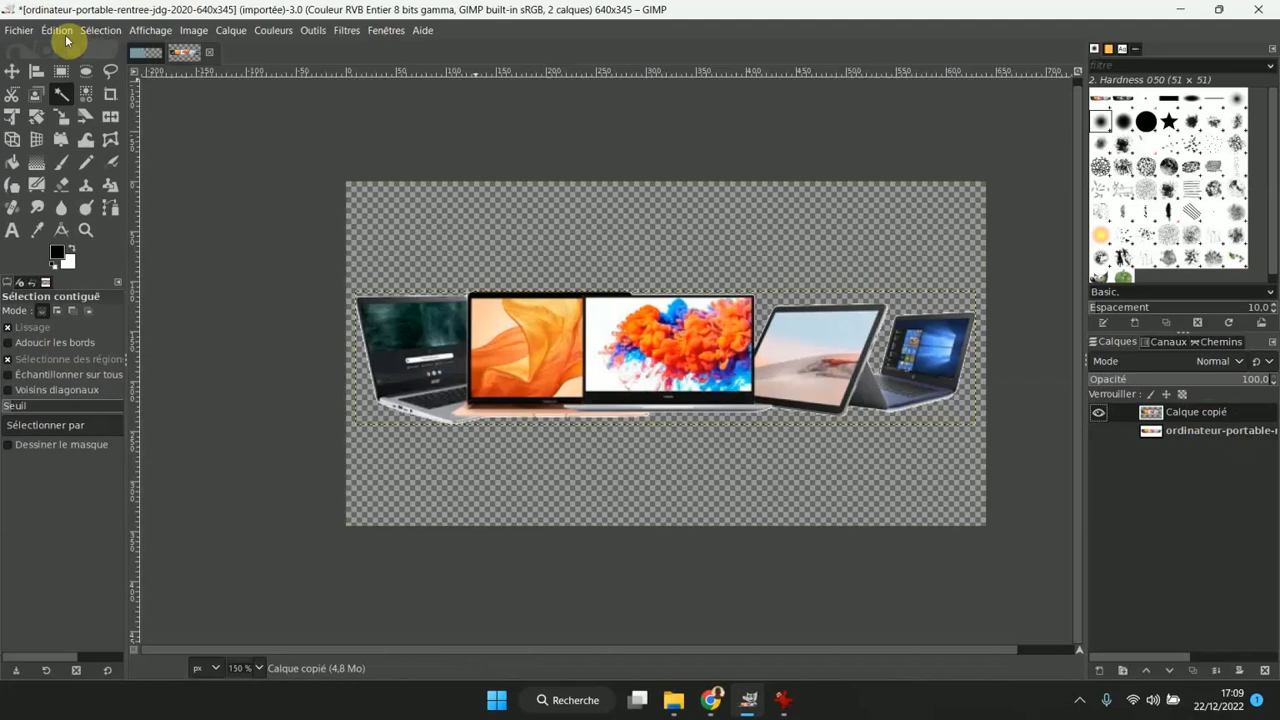 *[ordinateur-portable-rentree-jdg-2020-640x345] (importée)-3.0 (Couleur RVB Entier 8 bits gamma, GIMP built-in sRGB, 2 calques) 640x345 – GIMP
Fichier Édition Sélection Affichage Image Calque Couleurs Filtres Outils Fenêtres Aide
filtre
2. Hardness 050 (51 × 51)
Sélection contiguë
Mode :
Lissage
Adoucir les bords
Sélectionne des région
Échantillonner sur tous
Voisins diagonaux
Seuil
Sélectionner par
Dessiner le masque
Basic.
Espacement 10,0
Calques Canaux Chemins
Mode Normal
Opacité 100,0
Verrouiller :
Calque copié
ordinateur-portable-r
px 150 % Calque copié (4,8 Mo)
Recherche
17:09
22/12/2022
1